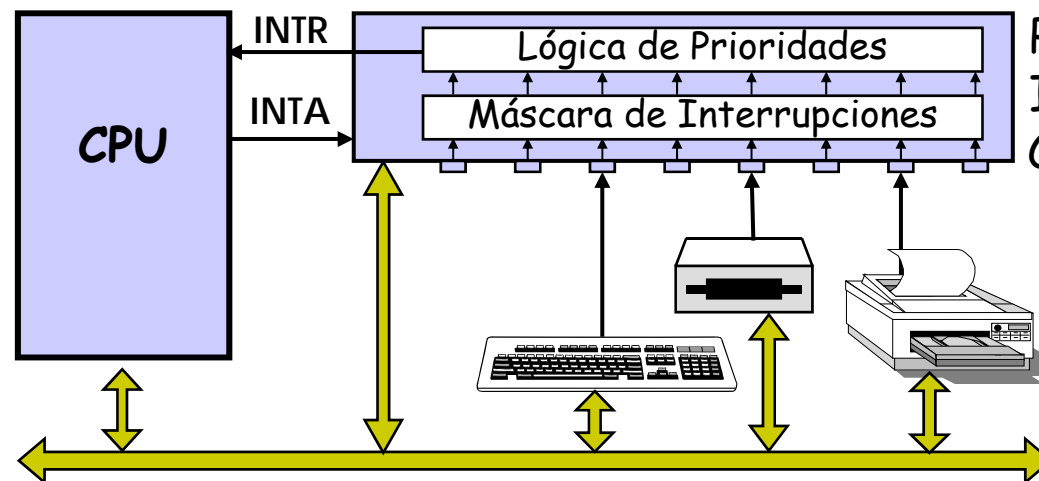 INTR
Lógica de Prioridades
INTA
Máscara de Interrupciones
CPU